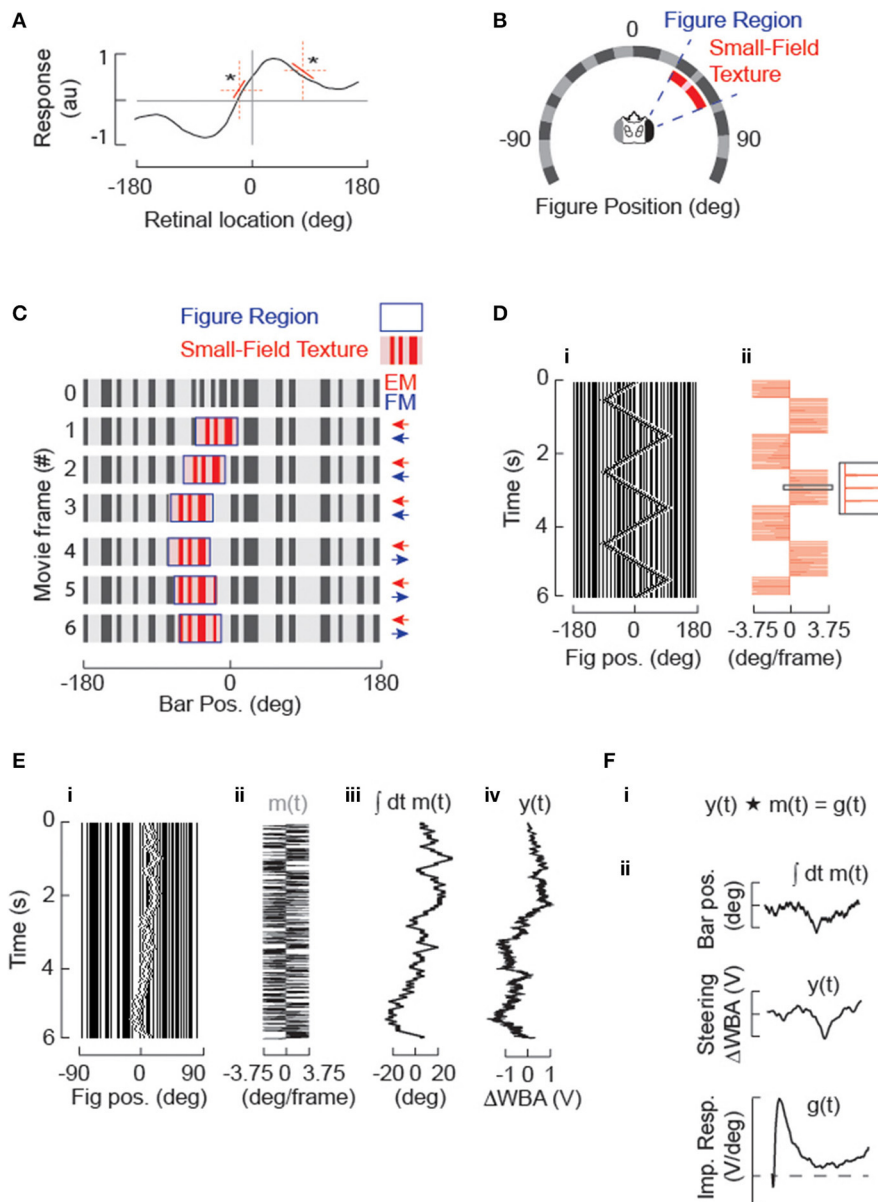 A
Response
(au)
1
-1
*
*
-180
0
180
Retinal location (deg)
B
0
Figure Region
Small-Field
Texture
-90
90
Figure Position (deg)
C
Figure Region
Small-Field Texture
EM
FM
Movie frame (#)
0
1
2
3
4
5
6
-180
0
180
Bar Pos. (deg)
D
i
ii
Time (s)
0
2
4
6
-180
0
180
Fig pos. (deg)
-3.75
0
3.75
(deg/frame)
E
i
ii
iii
iv
m(t)
∫ dt m(t)
y(t)
Time (s)
0
2
4
6
-90
0
90
Fig pos. (deg)
-3.75
0
3.75
(deg/frame)
-20
0
20
(deg)
-1
0
1
ΔWBA (V)
F
i
y(t) ★ m(t) = g(t)
ii
Bar pos.
(deg)
∫ dt m(t)
Steering
ΔWBA (V)
y(t)
Imp. Resp.
(V/deg)
g(t)